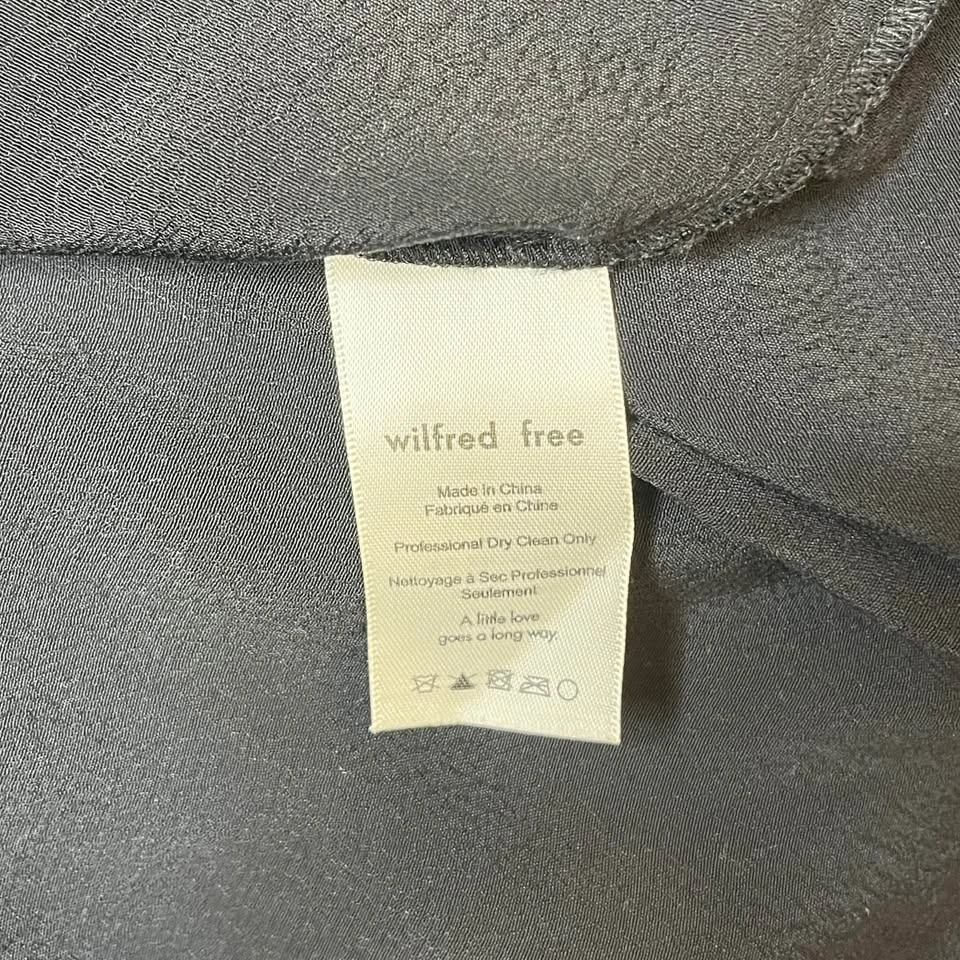 wilfred free
Made in China
Fabriqué en Chine
Professional Dry Clean Only
Nettoyage à Sec Professionnel
Seulement
A little love
goes a long way.